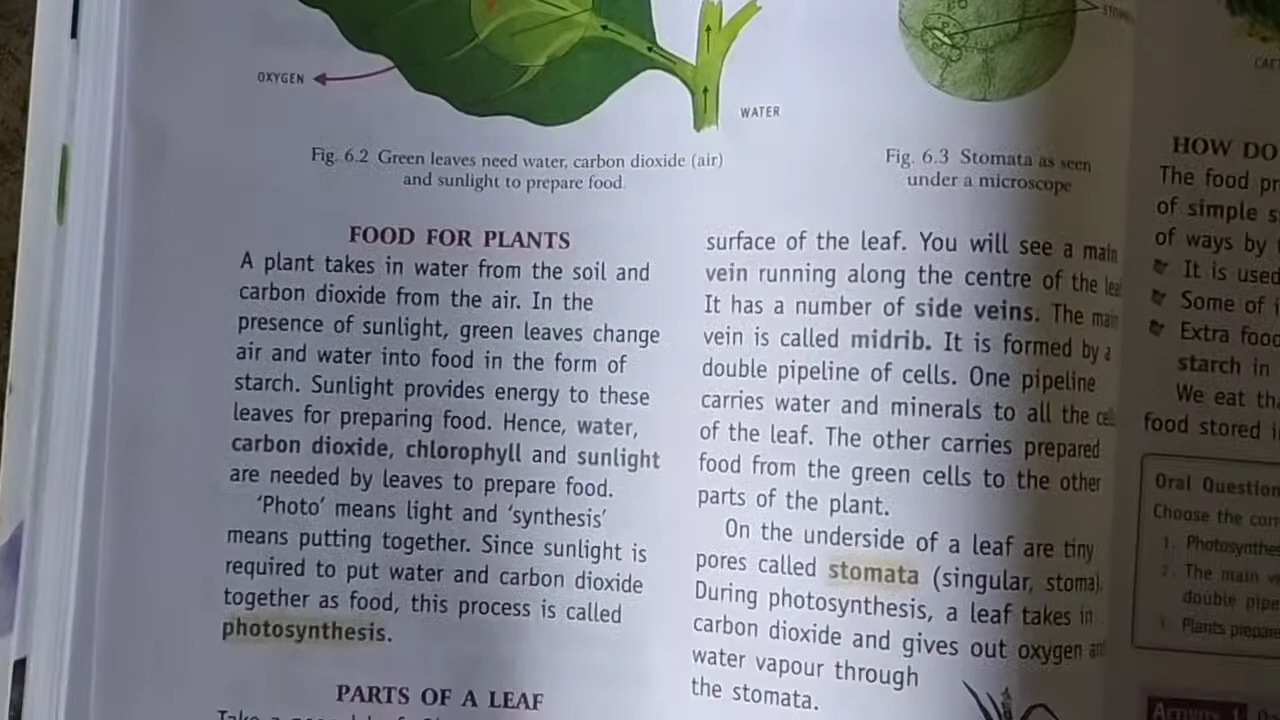 OXYGEN
WATER
Fig. 6.2 Green leaves need water, carbon dioxide (air)
and sunlight to prepare food.
Fig. 6.3 Stomata as seen
under a microscope
FOOD FOR PLANTS
A plant takes in water from the soil and
carbon dioxide from the air. In the
presence of sunlight, green leaves change
air and water into food in the form of
starch. Sunlight provides energy to these
leaves for preparing food. Hence, water,
carbon dioxide, chlorophyll and sunlight
are needed by leaves to prepare food.
'Photo' means light and 'synthesis'
means putting together. Since sunlight is
required to put water and carbon dioxide
together as food, this process is called
photosynthesis.
PARTS OF A LEAF
surface of the leaf. You will see a main
vein running along the centre of the
It has a number of side veins. The main
vein is called midrib. It is formed by a
double pipeline of cells. One pipeline
carries water and minerals to all the
of the leaf. The other carries prepared
food from the green cells to the other
parts of the plant.
On the underside of a leaf are tiny
pores called stomata (singular, stoma).
During photosynthesis, a leaf takes in
carbon dioxide and gives out oxygen
water vapour through
the stomata.
HOW DO
The food
of simple
of ways by
It is used
Some of
Extra food
starch in
We eat
food stored
Oral
Choose the
1.
2. The main
double
Plants